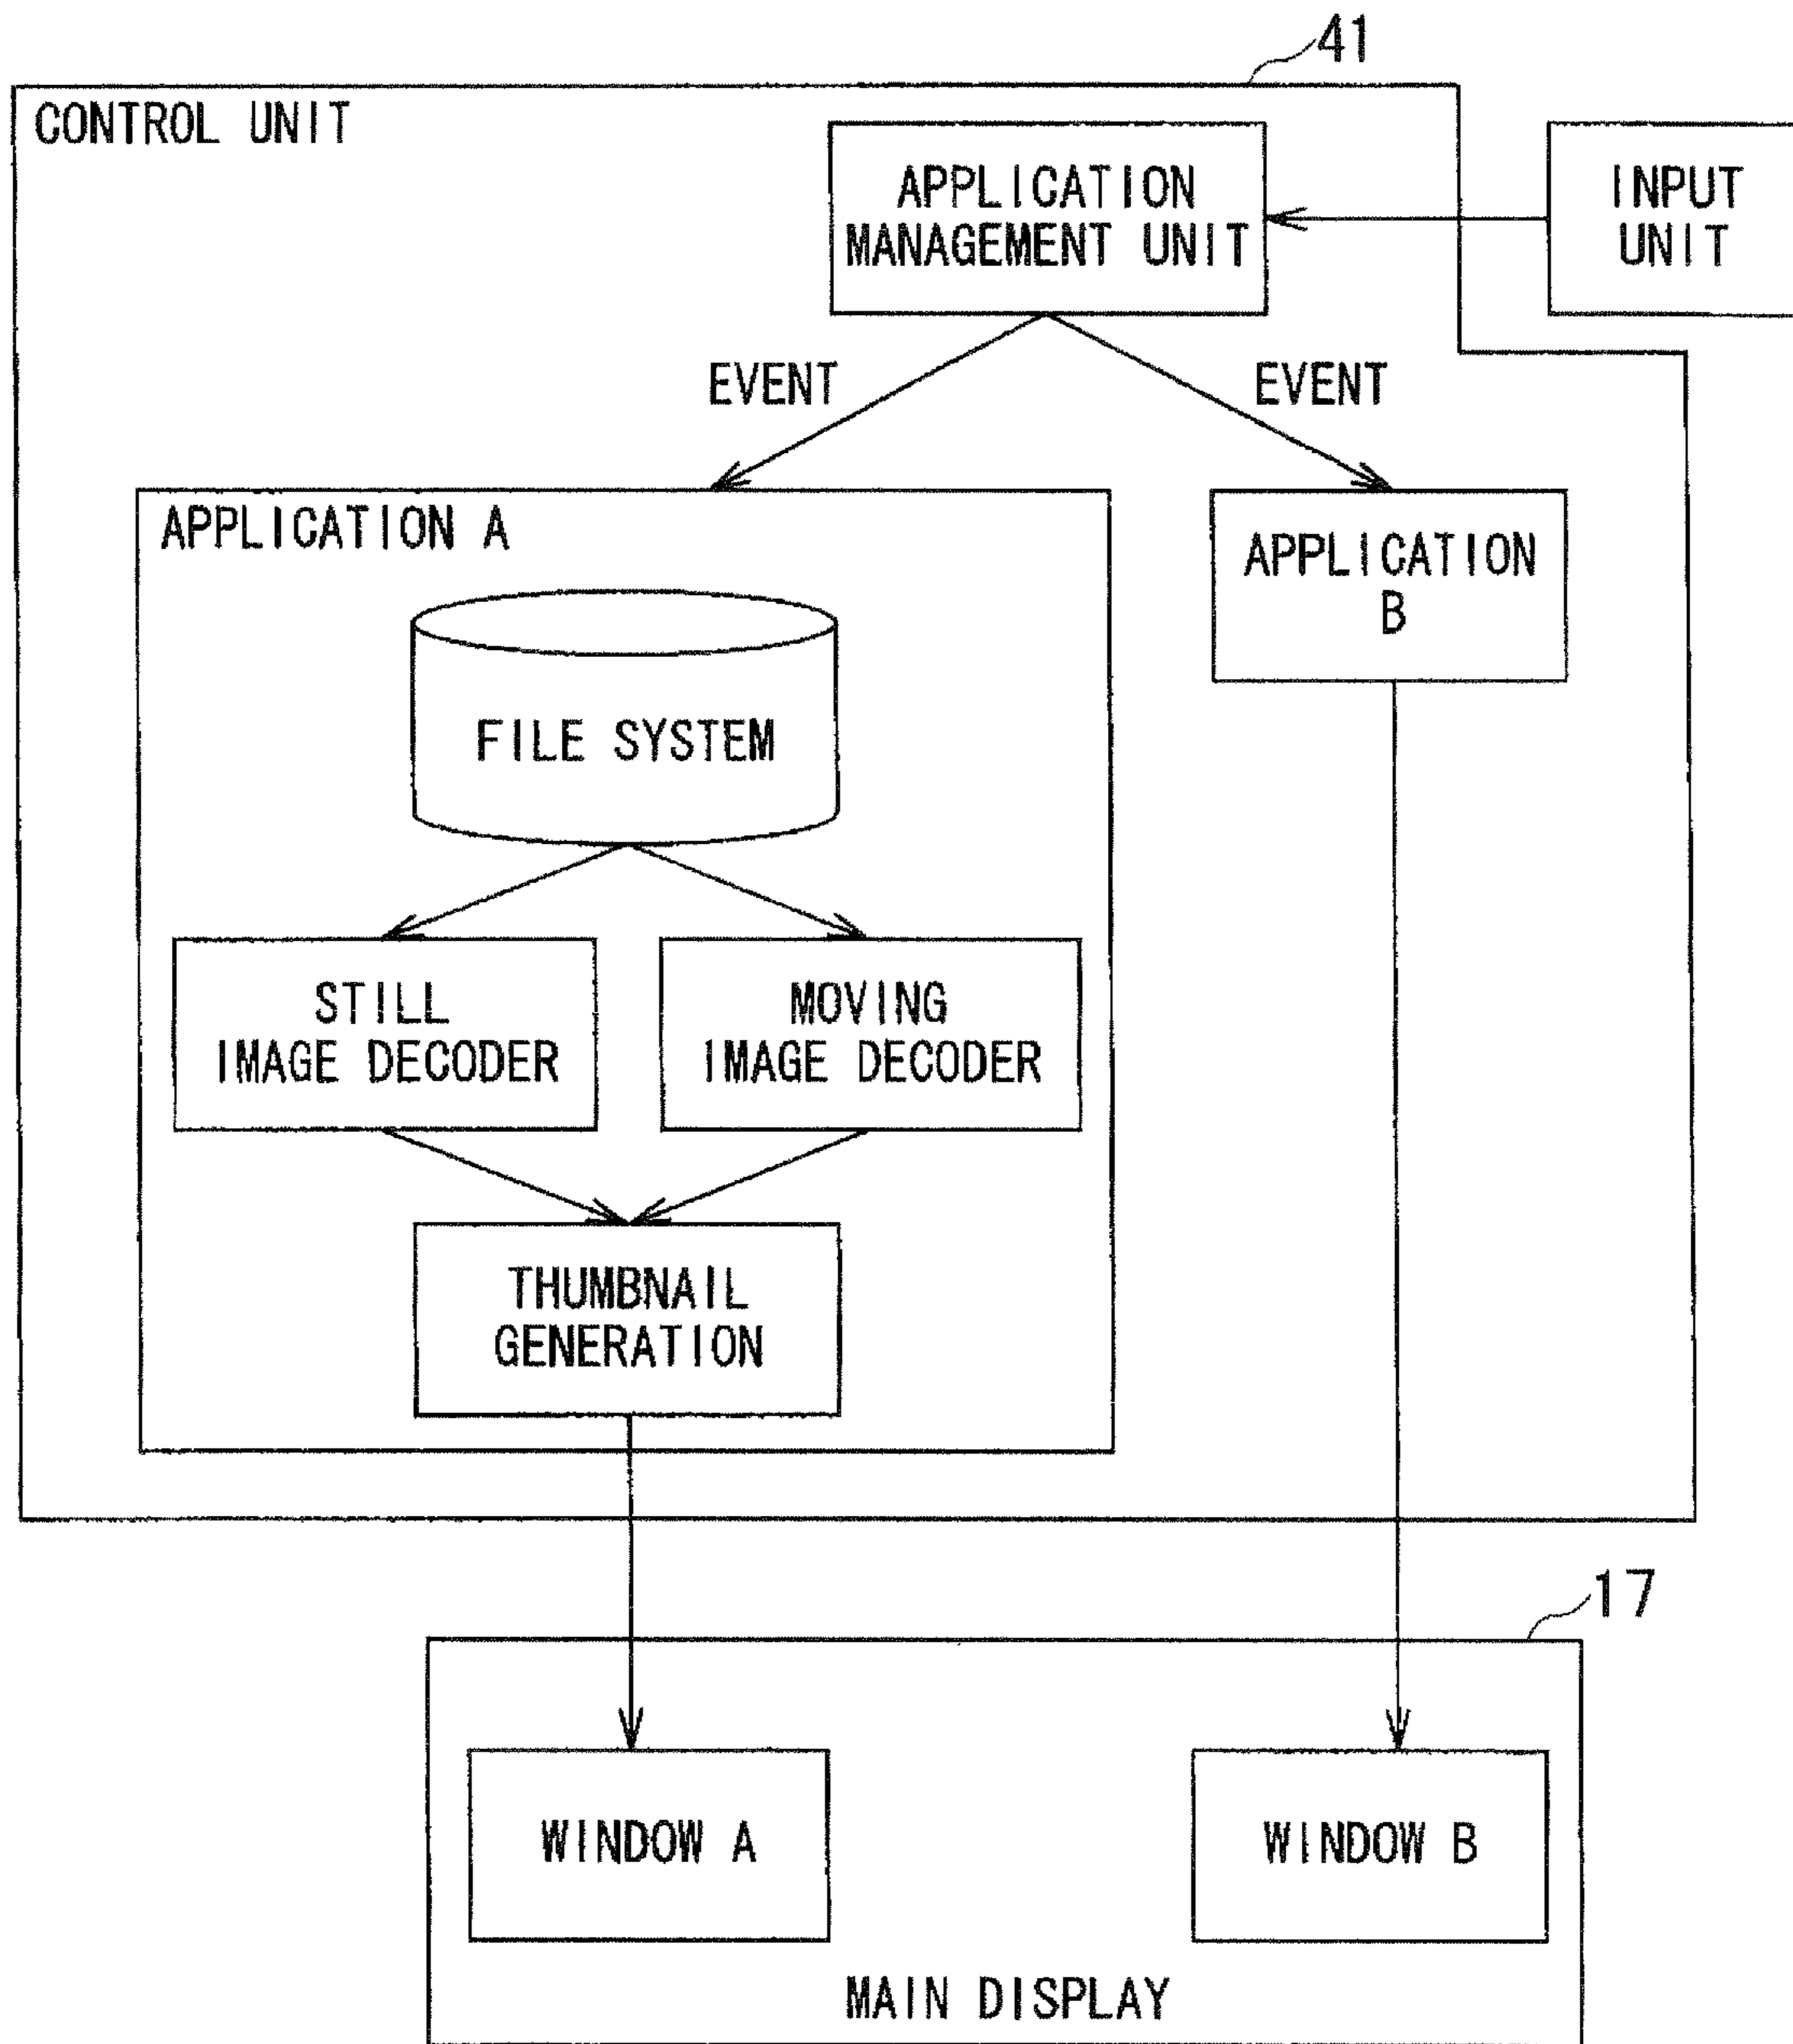 41
CONTROL UNIT
APPLICATION
MANAGEMENT UNIT
INPUT
UNIT
EVENT
EVENT
APPLICATION A
APPLICATION
B
FILE SYSTEM
STILL
IMAGE DECODER
MOVING
IMAGE DECODER
THUMBNAIL
GENERATION
17
WINDOW A
WINDOW B
MAIN DISPLAY